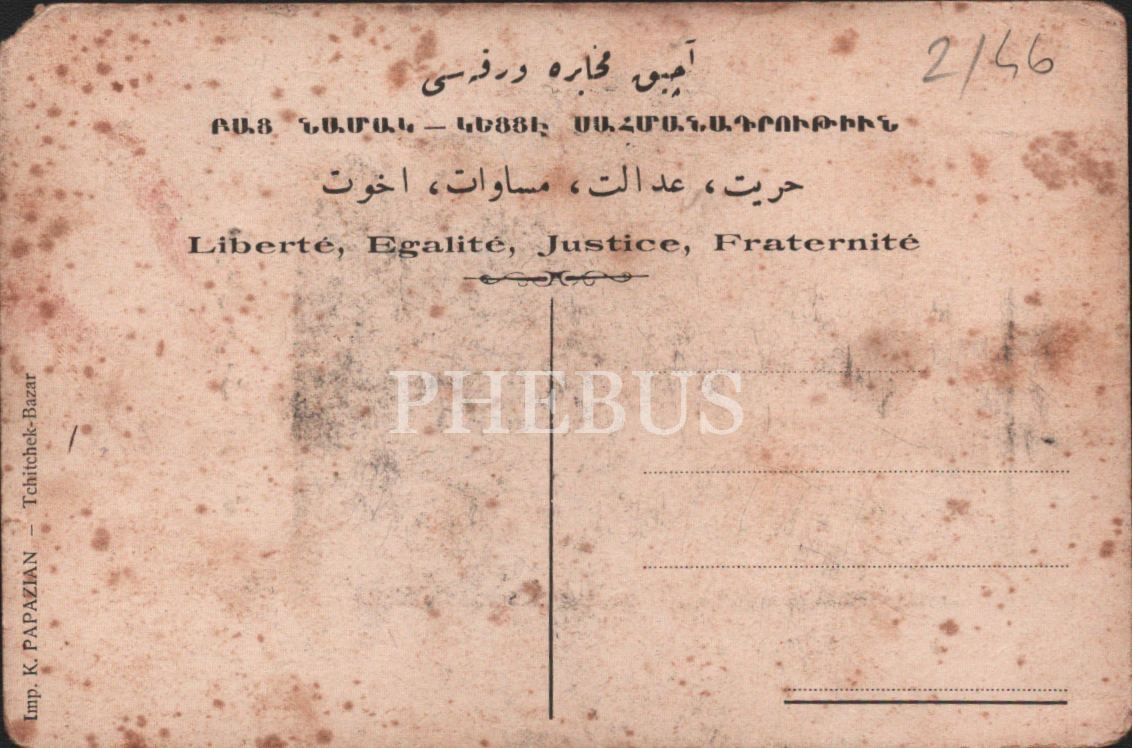 آچیق مخابره ورقه سی
2/46
ԲԱՑ ՆԱՄԱԿ — ԿԵՑՑԷ ՍԱՀՄԱՆԱԴՐՈՒԹԻՒՆ
حریت، عدالت، مساوات، اخوت
Liberté, Egalité, Justice, Fraternité
PHEBUS
Imp. K. PAPAZIAN — Tchitchek-Bazar